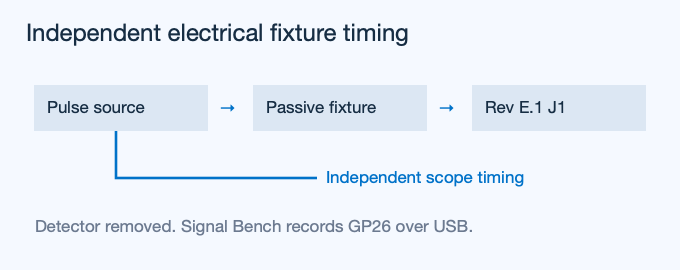 Independent electrical fixture timing
Pulse source → Passive fixture → Rev E.1 J1
Independent scope timing
Detector removed. Signal Bench records GP26 over USB.